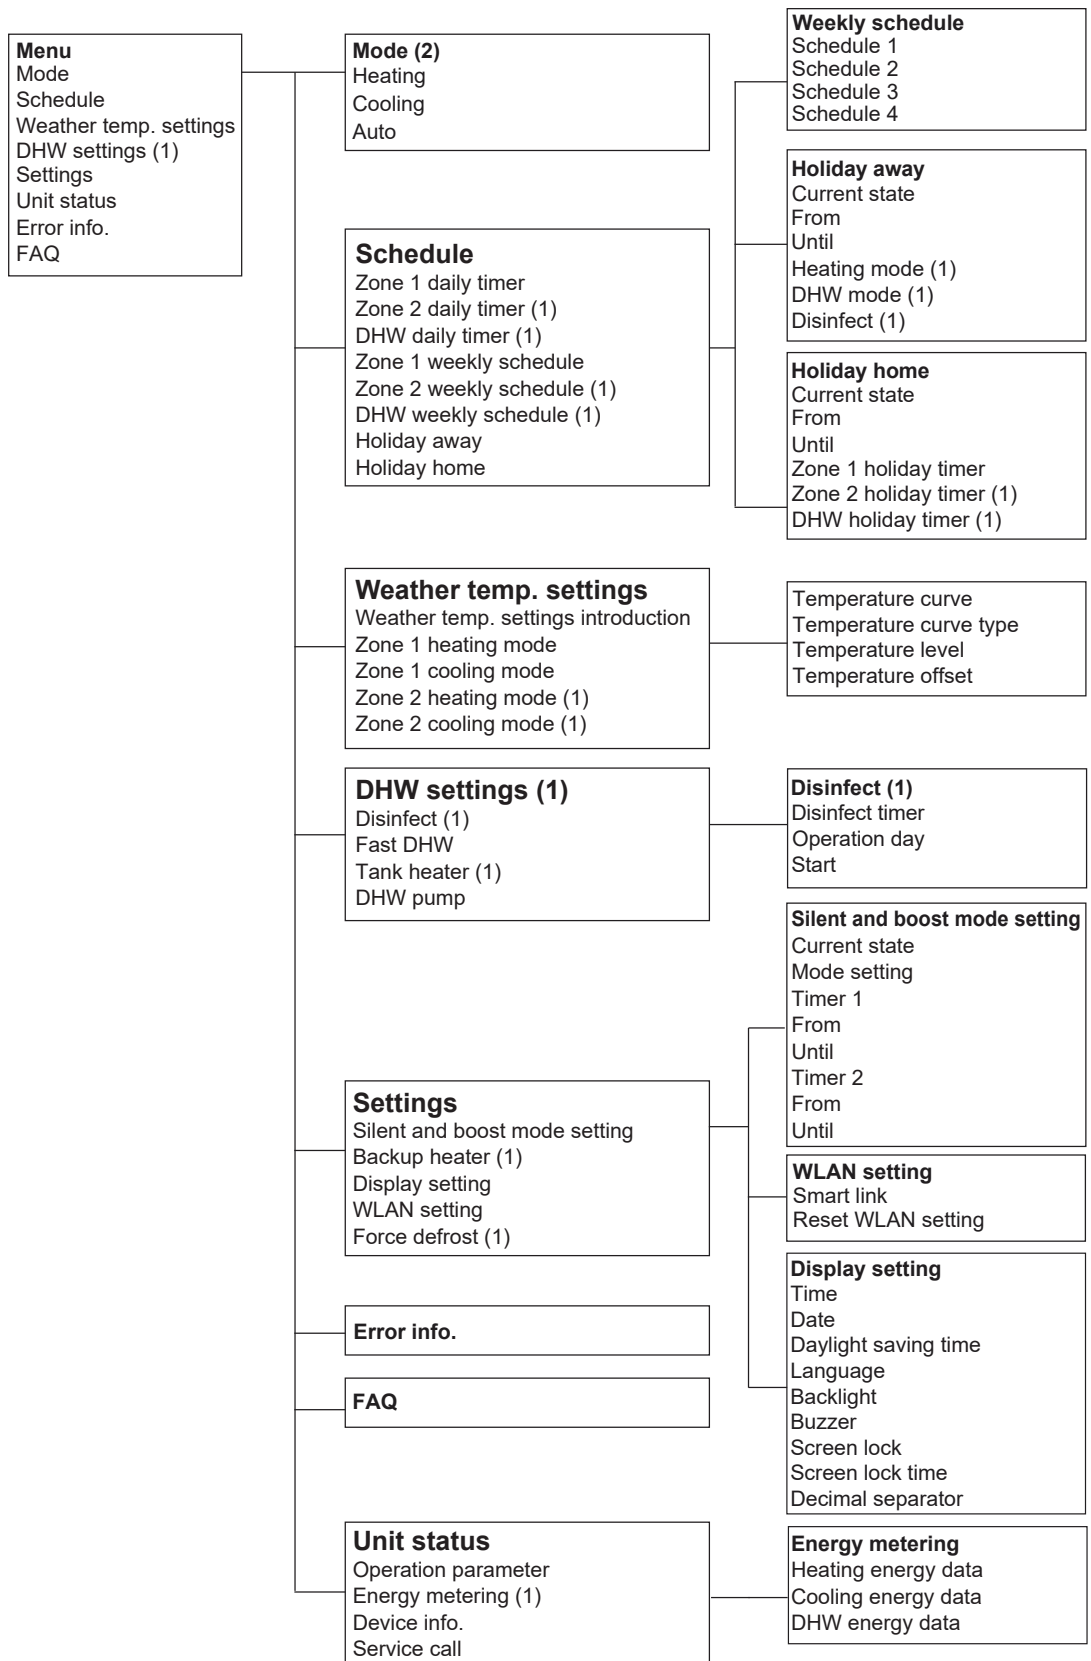 Menu
Mode
Schedule
Weather temp. settings
DHW settings (1)
Settings
Unit status
Error info.
FAQ
Mode (2)
Heating
Cooling
Auto
Schedule
Zone 1 daily timer
Zone 2 daily timer (1)
DHW daily timer (1)
Zone 1 weekly schedule
Zone 2 weekly schedule (1)
DHW weekly schedule (1)
Holiday away
Holiday home
Weekly schedule
Schedule 1
Schedule 2
Schedule 3
Schedule 4
Holiday away
Current state
From
Until
Heating mode (1)
DHW mode (1)
Disinfect (1)
Holiday home
Current state
From
Until
Zone 1 holiday timer
Zone 2 holiday timer (1)
DHW holiday timer (1)
Weather temp. settings
Weather temp. settings introduction
Zone 1 heating mode
Zone 1 cooling mode
Zone 2 heating mode (1)
Zone 2 cooling mode (1)
Temperature curve
Temperature curve type
Temperature level
Temperature offset
DHW settings (1)
Disinfect (1)
Fast DHW
Tank heater (1)
DHW pump
Disinfect (1)
Disinfect timer
Operation day
Start
Settings
Silent and boost mode setting
Backup heater (1)
Display setting
WLAN setting
Force defrost (1)
Silent and boost mode setting
Current state
Mode setting
Timer 1
From
Until
Timer 2
From
Until
WLAN setting
Smart link
Reset WLAN setting
Display setting
Time
Date
Daylight saving time
Language
Backlight
Buzzer
Screen lock
Screen lock time
Decimal separator
Error info.
FAQ
Unit status
Operation parameter
Energy metering (1)
Device info.
Service call
Energy metering
Heating energy data
Cooling energy data
DHW energy data